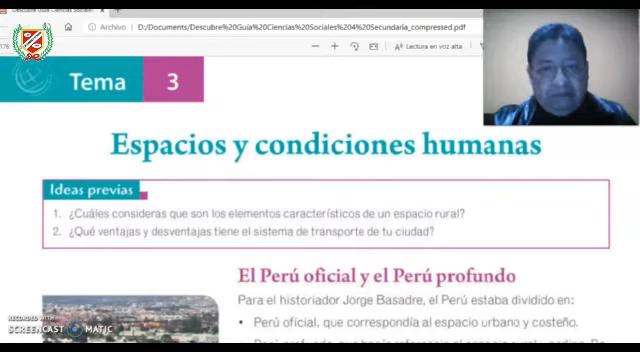 Descubre Guía Ciencias Sociales
Archivo | D:/Documents/Descubre%20Guía%20Ciencias%20Sociales%204%20Secundaria_compressed.pdf
176
Lectura en voz alta
Tema 3
Espacios y condiciones humanas
Ideas previas
1. ¿Cuáles consideras que son los elementos característicos de un espacio rural?
2. ¿Qué ventajas y desventajas tiene el sistema de transporte de tu ciudad?
El Perú oficial y el Perú profundo
Para el historiador Jorge Basadre, el Perú estaba dividido en:
• Perú oficial, que correspondía al espacio urbano y costeño.
RECORDED WITH
SCREENCAST MATIC